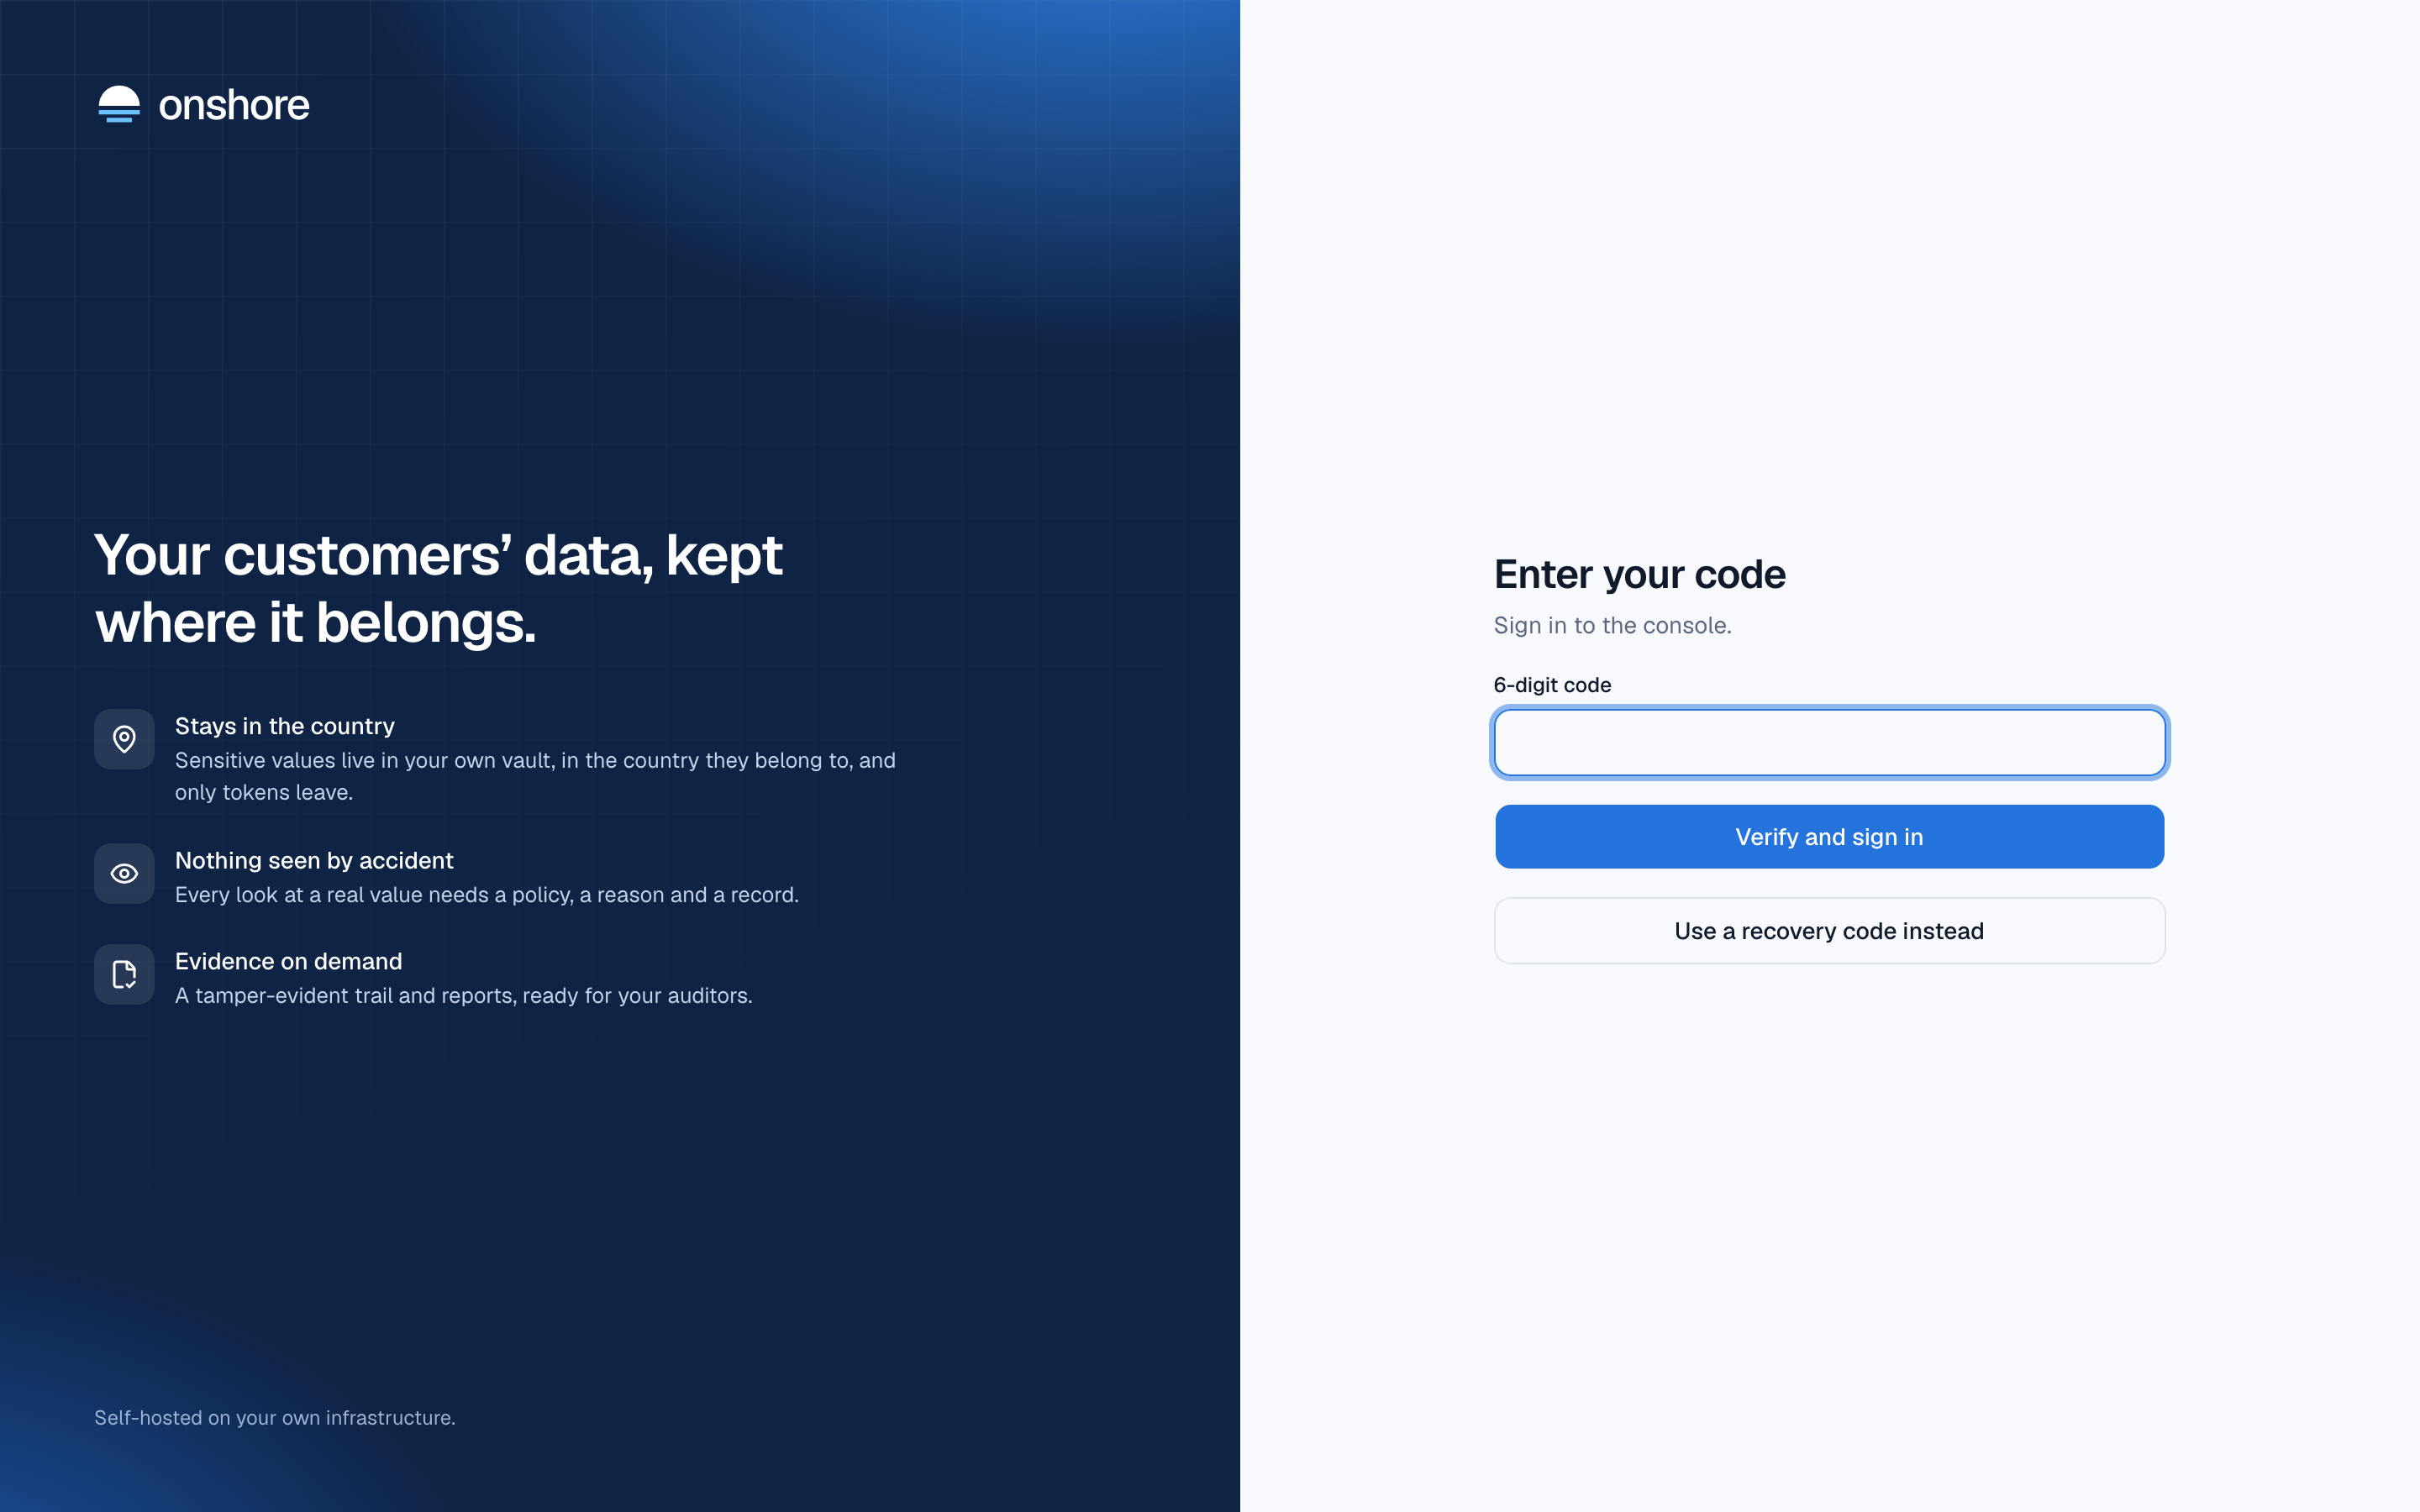 onshore
Your customers’ data, kept
where it belongs.
Stays in the country
Sensitive values live in your own vault, in the country they belong to, and
only tokens leave.
Nothing seen by accident
Every look at a real value needs a policy, a reason and a record.
Evidence on demand
A tamper-evident trail and reports, ready for your auditors.
Self-hosted on your own infrastructure.
Enter your code
Sign in to the console.
6-digit code
Verify and sign in
Use a recovery code instead